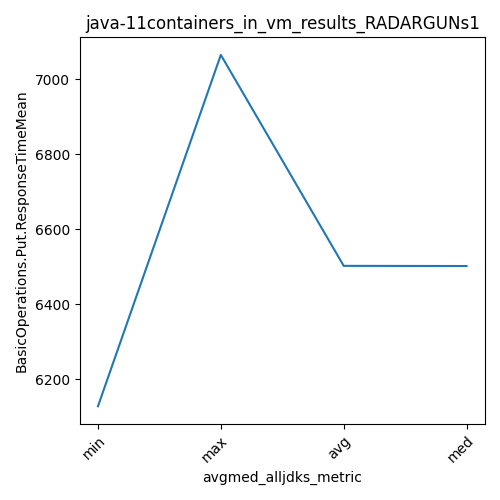 java-11containers_in_vm_results_RADARGUNs1
BasicOperations.Put.ResponseTimeMean
7000
6800
6600
6400
6200
min
max
avg
med
avgmed_alljdks_metric